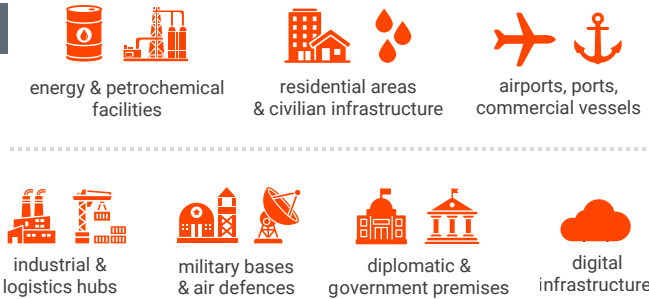 energy & petrochemical
facilities
residential areas
& civilian infrastructure
airports, ports,
commercial vessels
industrial &
logistics hubs
military bases
& air defences
diplomatic &
government premises
digital
infrastructure